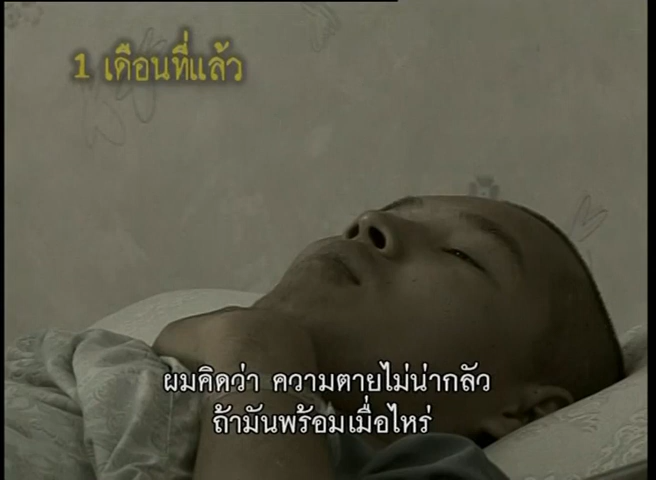 1 เดือนที่แล้ว
ผมคิดว่า ความตายไม่น่ากลัว
ถ้ามันพร้อมเมื่อไหร่